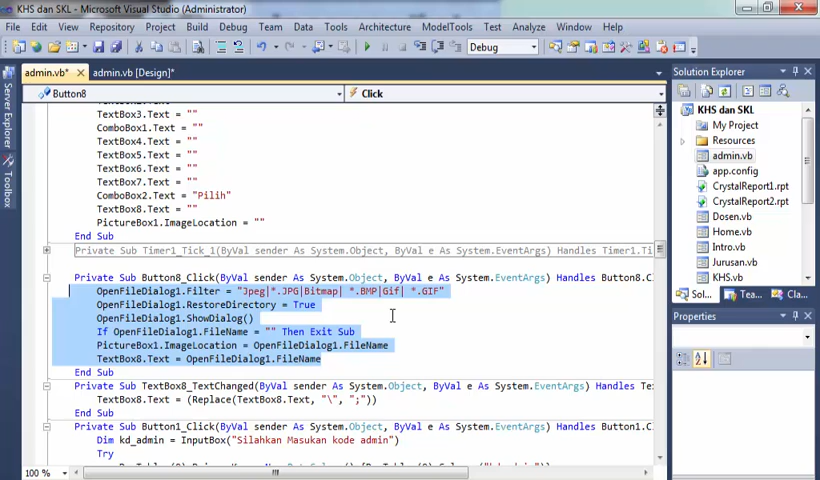 KHS dan SKL - Microsoft Visual Studio (Administrator)
File Edit View Repository Project Build Debug Team Data Tools Architecture ModelTools Test Analyze Window Help
Debug
admin.vb* admin.vb [Design]*
Button8 Click
TextBox3.Text = ""
ComboBox1.Text = ""
TextBox4.Text = ""
TextBox5.Text = ""
TextBox6.Text = ""
TextBox7.Text = ""
ComboBox2.Text = "Pilih"
TextBox8.Text = ""
PictureBox1.ImageLocation = ""
End Sub
Private Sub Timer1_Tick_1(ByVal sender As System.Object, ByVal e As System.EventArgs) Handles Timer1.Ti
Private Sub Button8_Click(ByVal sender As System.Object, ByVal e As System.EventArgs) Handles Button8.Cl
OpenFileDialog1.Filter = "Jpeg|*.JPG|Bitmap| *.BMP|Gif| *.GIF"
OpenFileDialog1.RestoreDirectory = True
OpenFileDialog1.ShowDialog()
If OpenFileDialog1.FileName = "" Then Exit Sub
PictureBox1.ImageLocation = OpenFileDialog1.FileName
TextBox8.Text = OpenFileDialog1.FileName
End Sub
Private Sub TextBox8_TextChanged(ByVal sender As System.Object, ByVal e As System.EventArgs) Handles Te
TextBox8.Text = (Replace(TextBox8.Text, "\", ";"))
End Sub
Private Sub Button1_Click(ByVal sender As System.Object, ByVal e As System.EventArgs) Handles Button1.Cl
Dim kd_admin = InputBox("Silahkan Masukan kode admin")
Try
100 %
Server Explorer
Toolbox
Solution Explorer
KHS dan SKL
My Project
Resources
admin.vb
app.config
CrystalReport1.rpt
CrystalReport2.rpt
Dosen.vb
Home.vb
Intro.vb
Jurusan.vb
KHS.vb
Sol... Tea... Cla...
Properties